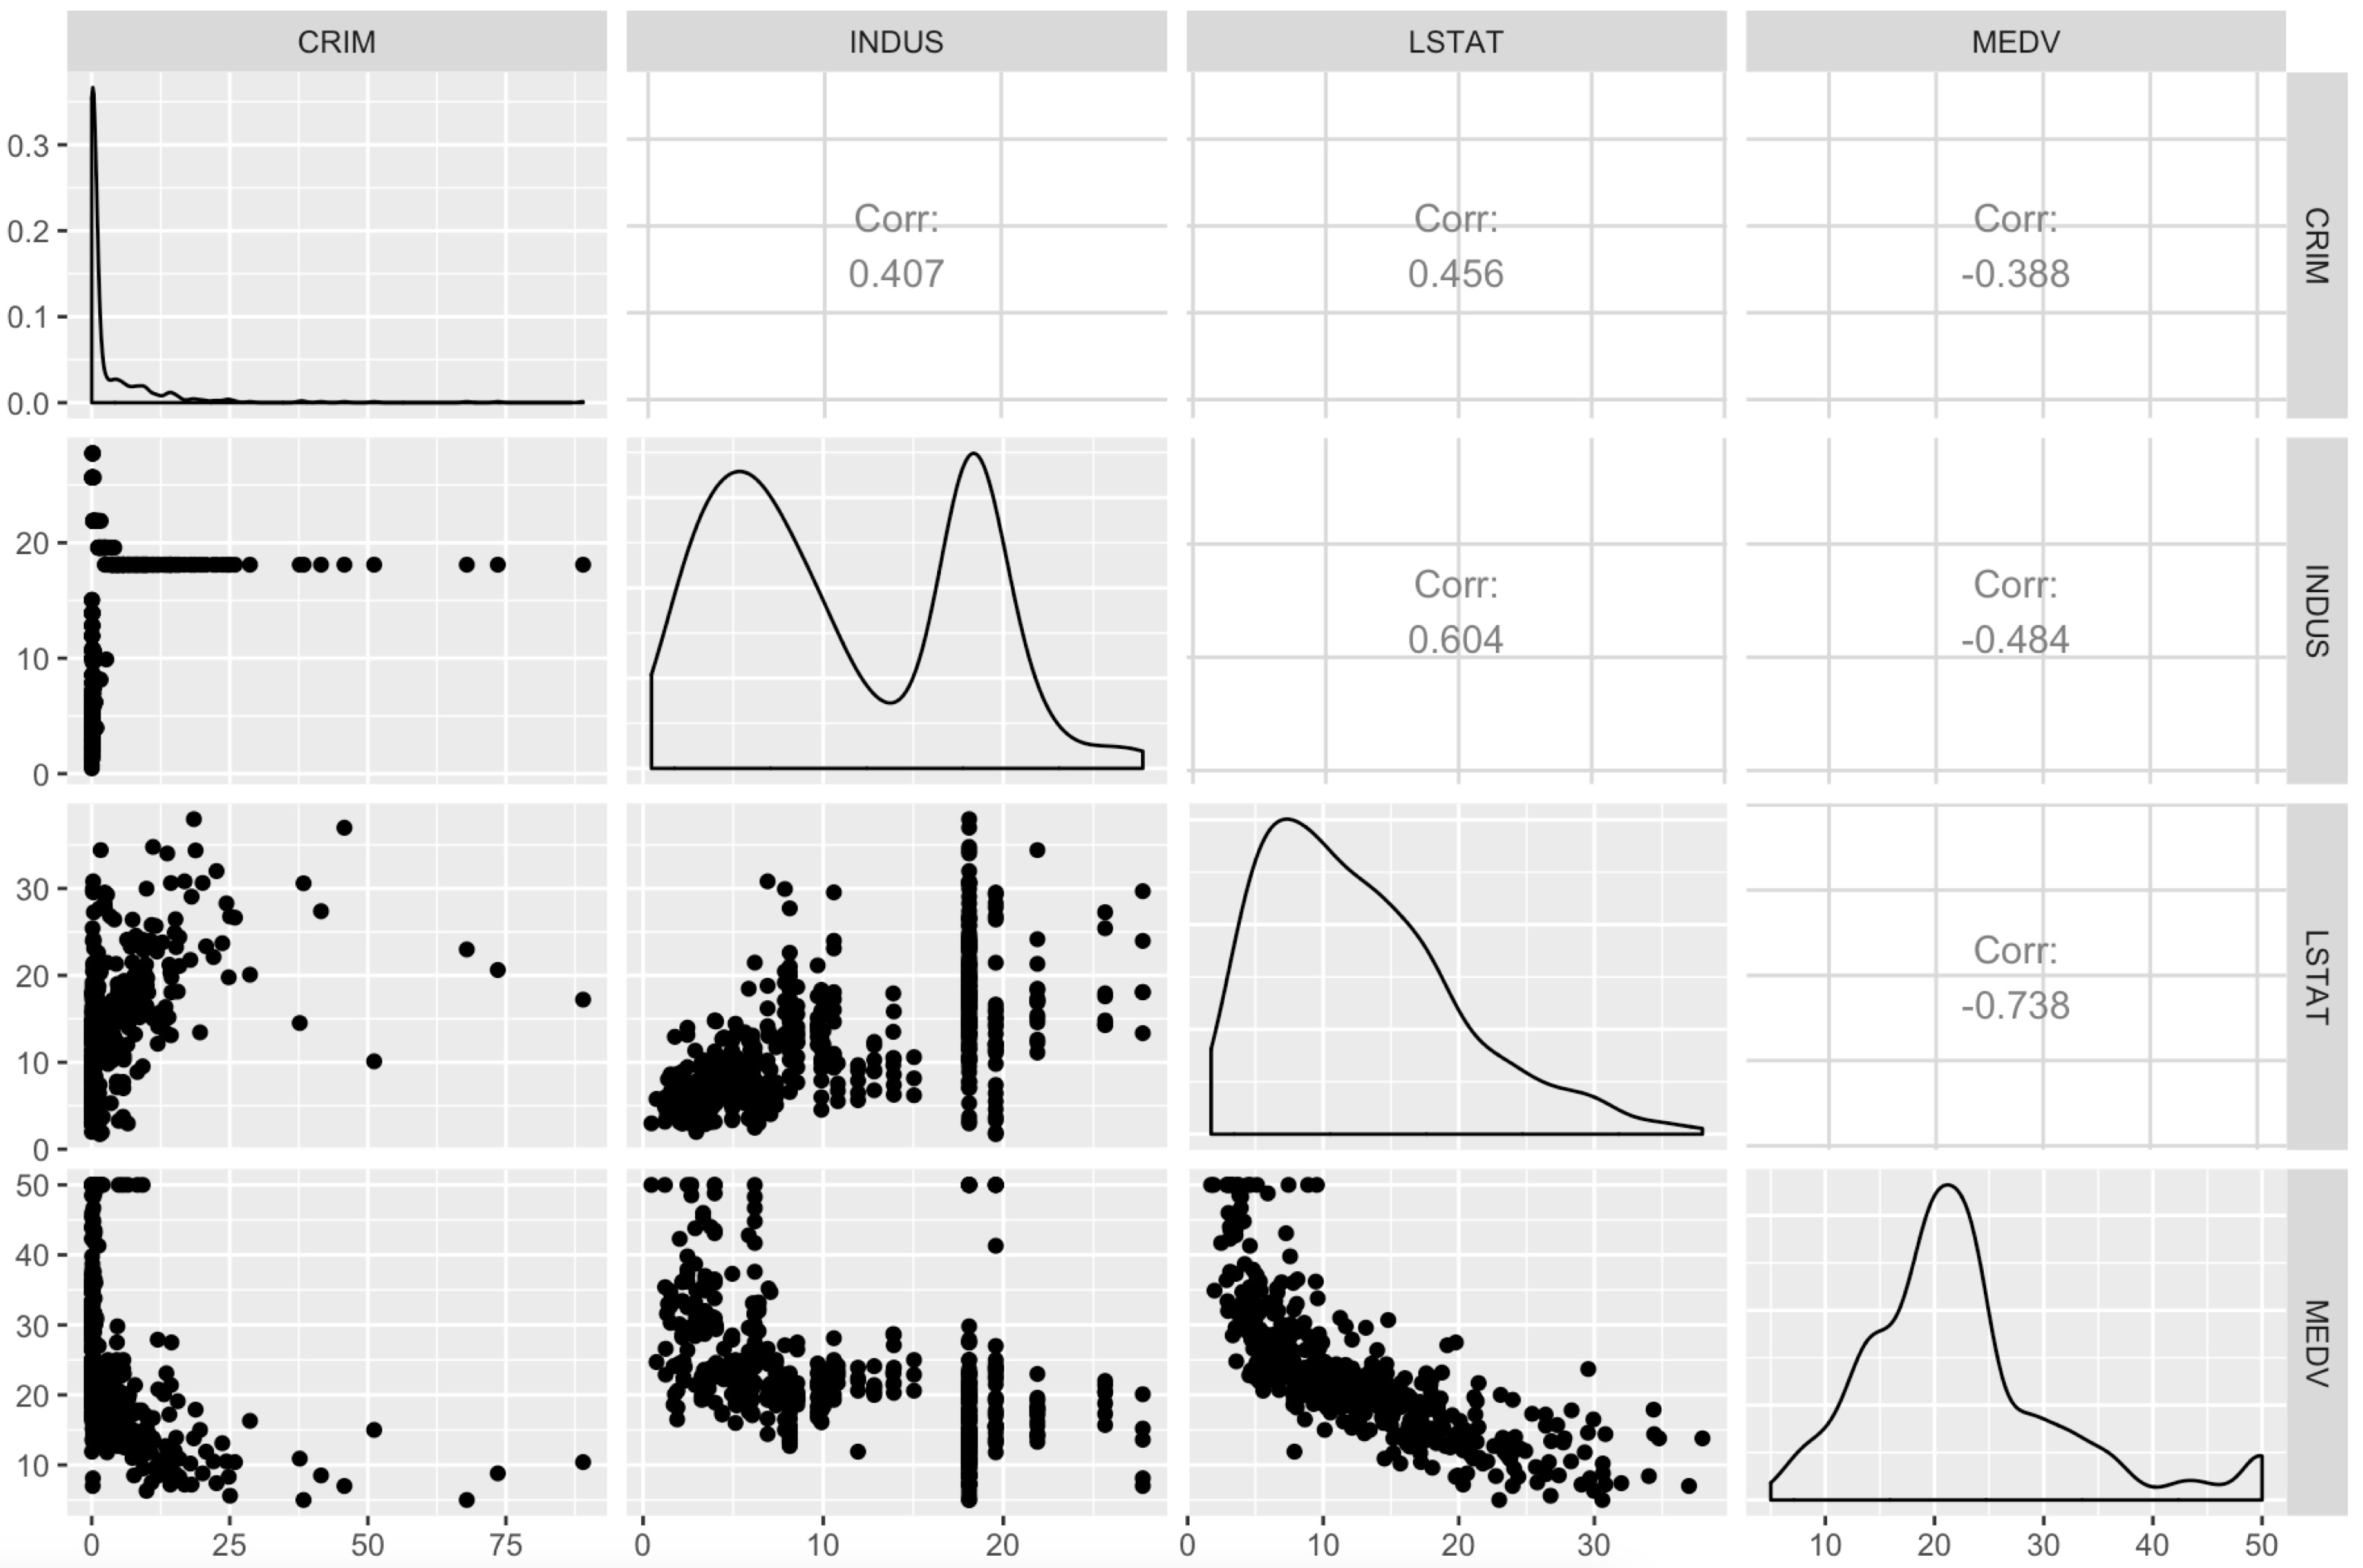 CRIM INDUS LSTAT MEDV
0.3
0.2
0.1
0.0
Corr:
0.407
Corr:
0.456
Corr:
-0.388
CRIM
20
10
0
Corr:
0.604
Corr:
-0.484
INDUS
30
20
10
0
Corr:
-0.738
LSTAT
50
40
30
20
10
MEDV
0 25 50 75 0 10 20 0 10 20 30 10 20 30 40 50